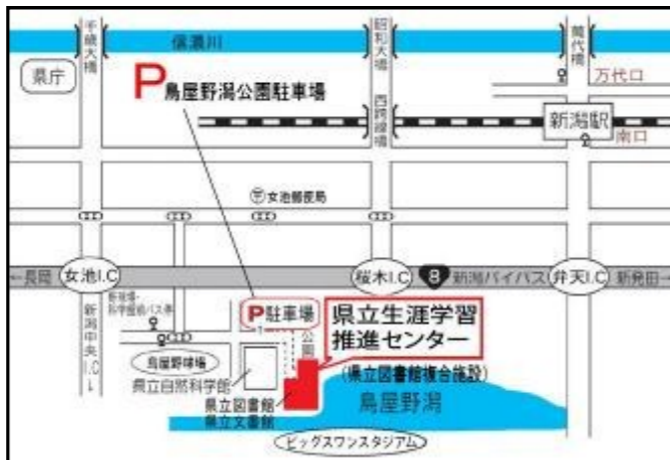 千歳大橋
信濃川
昭和大橋
萬代橋
県庁
P鳥屋野潟公園駐車場
万代口
西跨線橋
新潟駅
南口
〒女池郵便局
←長岡
女池I.C
桜木I.C
8
新潟バイパス
弁天I.C
新発田→
新潟中央I.C
P駐車場
公園
県立生涯学習
推進センター
鳥屋野球場
県立自然科学館
(県立図書館複合施設)
県立図書館
県立文書館
鳥屋野潟
ビッグスワンスタジアム